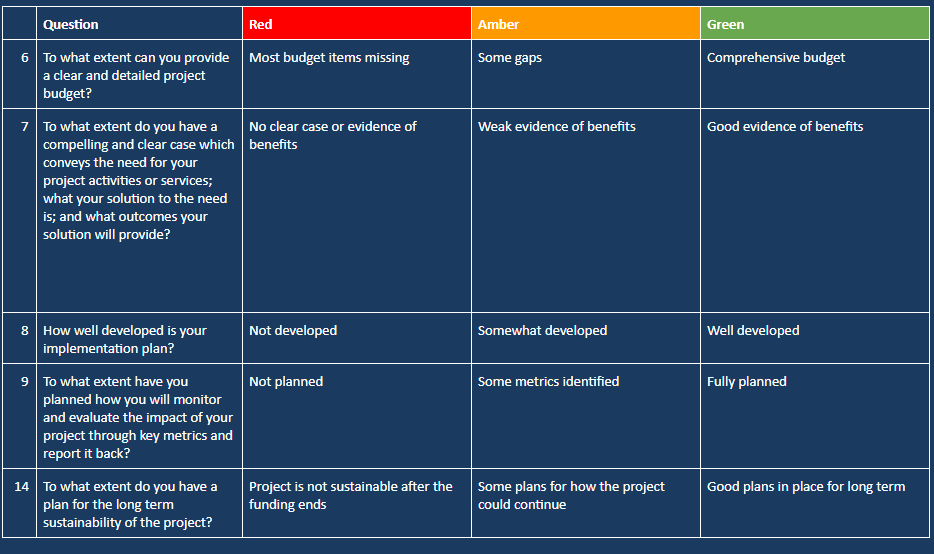 Question Red Amber Green
6 To what extent can you provide Most budget items missing Some gaps Comprehensive budget
a clear and detailed project
budget?
7 To what extent do you have a No clear case or evidence of Weak evidence of benefits Good evidence of benefits
compelling and clear case which benefits
conveys the need for your
project activities or services;
what your solution to the need
is; and what outcomes your
solution will provide?
8 How well developed is your Not developed Somewhat developed Well developed
implementation plan?
9 To what extent have you Not planned Some metrics identified Fully planned
planned how you will monitor
and evaluate the impact of your
project through key metrics and
report it back?
14 To what extent do you have a Project is not sustainable after the Some plans for how the project Good plans in place for long term
plan for the long term funding ends could continue
sustainability of the project?